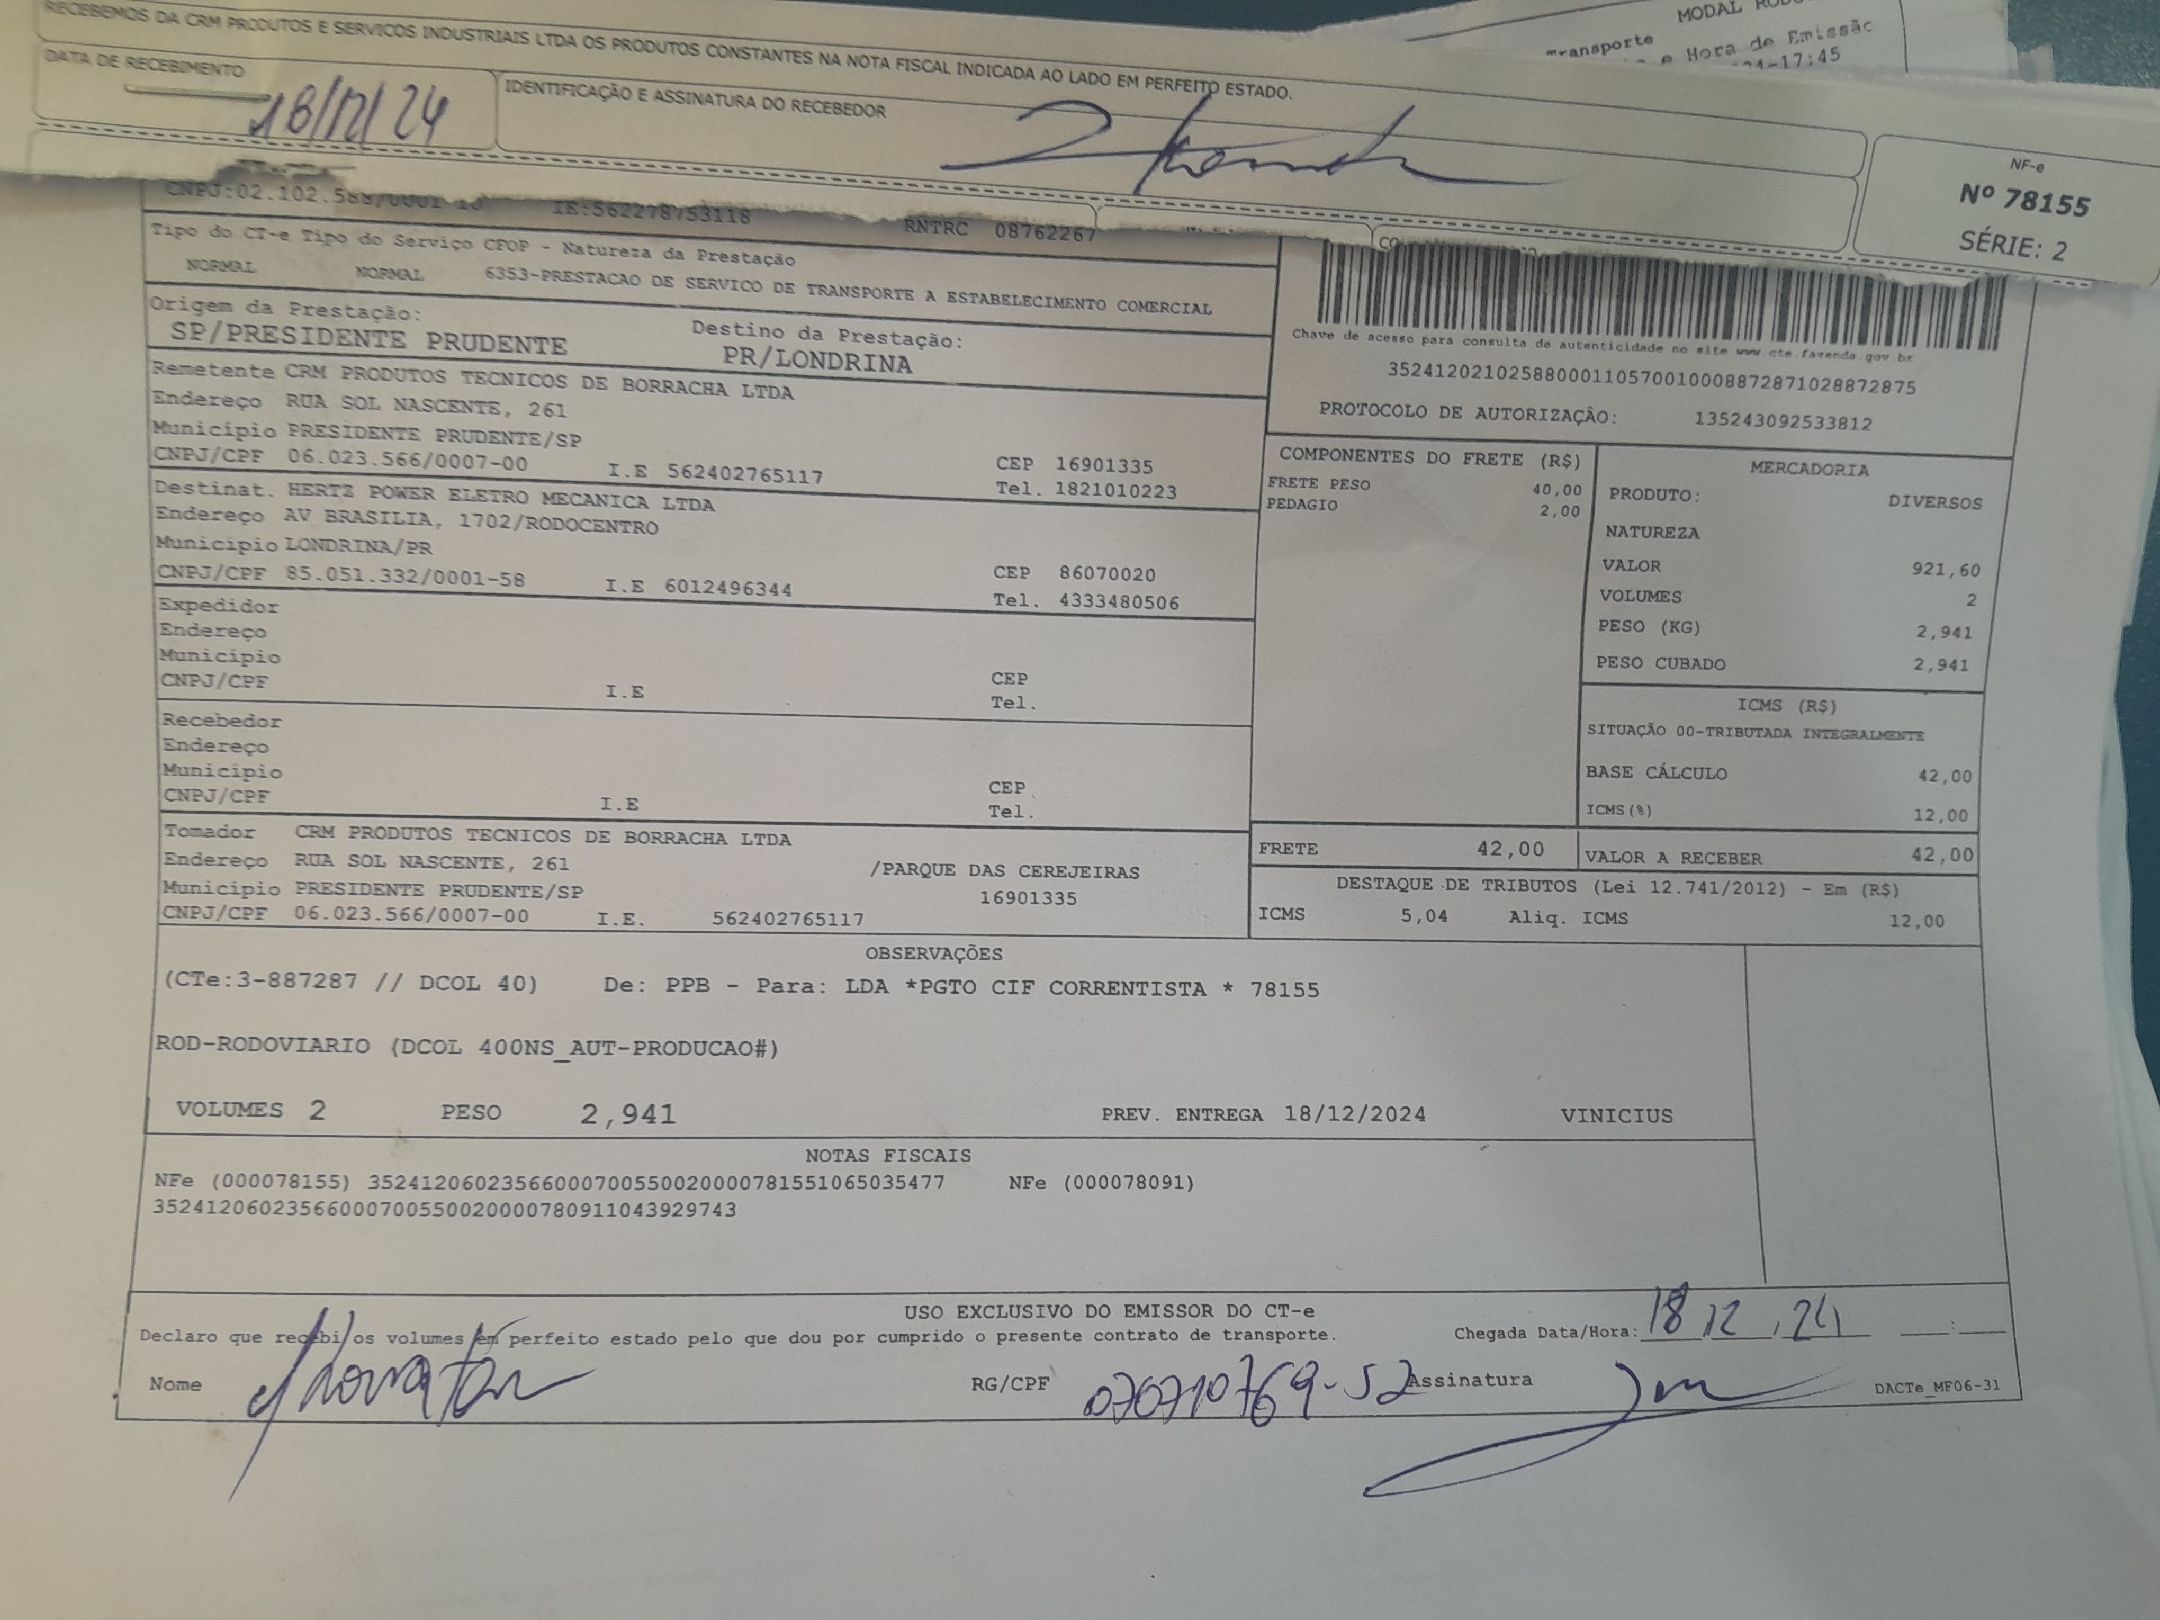 RECEBEMOS DA CRM PRODUTOS E SERVICOS INDUSTRIAIS LTDA OS PRODUTOS CONSTANTES NA NOTA FISCAL INDICADA AO LADO EM PERFEITO ESTADO.
DATA DE RECEBIMENTO
18/12/24
IDENTIFICAÇÃO E ASSINATURA DO RECEBEDOR
NF-e
Nº 78155
SÉRIE: 2
MODAL
Hora de Emissão
17:45
CNPJ:02.102.588/0001 IE:562278753118 RNTRC 08762267
Tipo do CT-e Tipo do Serviço CFOP - Natureza da Prestação
NORMAL NORMAL 6353-PRESTACAO DE SERVICO DE TRANSPORTE A ESTABELECIMENTO COMERCIAL
Origem da Prestação: Destino da Prestação:
SP/PRESIDENTE PRUDENTE PR/LONDRINA
Remetente CRM PRODUTOS TECNICOS DE BORRACHA LTDA
Endereço RUA SOL NASCENTE, 261
Município PRESIDENTE PRUDENTE/SP
CNPJ/CPF 06.023.566/0007-00 I.E 562402765117 CEP 16901335
Tel. 1821010223
Destinat. HERTZ POWER ELETRO MECANICA LTDA
Endereço AV BRASILIA, 1702/RODOCENTRO
Município LONDRINA/PR
CNPJ/CPF 85.051.332/0001-58 I.E 6012496344 CEP 86070020
Tel. 4333480506
Expedidor
Endereço
Município
CNPJ/CPF I.E CEP
Tel.
Recebedor
Endereço
Município
CNPJ/CPF I.E CEP
Tel.
Tomador CRM PRODUTOS TECNICOS DE BORRACHA LTDA
Endereço RUA SOL NASCENTE, 261 /PARQUE DAS CEREJEIRAS
Município PRESIDENTE PRUDENTE/SP 16901335
CNPJ/CPF 06.023.566/0007-00 I.E. 562402765117
Chave de acesso para consulta de autenticidade no site www.cte.fazenda.gov.br
35241202102588000110570010008872871028872875
PROTOCOLO DE AUTORIZAÇÃO: 135243092533812
COMPONENTES DO FRETE (R$)
FRETE PESO 40,00
PEDAGIO 2,00
MERCADORIA
PRODUTO: DIVERSOS
NATUREZA
VALOR 921,60
VOLUMES 2
PESO (KG) 2,941
PESO CUBADO 2,941
ICMS (R$)
SITUAÇÃO 00-TRIBUTADA INTEGRALMENTE
BASE CÁLCULO 42,00
ICMS(%) 12,00
FRETE 42,00 VALOR A RECEBER 42,00
DESTAQUE DE TRIBUTOS (Lei 12.741/2012) - Em (R$)
ICMS 5,04 Aliq. ICMS 12,00
OBSERVAÇÕES
(CTe:3-887287 // DCOL 40) De: PPB - Para: LDA *PGTO CIF CORRENTISTA * 78155
ROD-RODOVIARIO (DCOL 400NS_AUT-PRODUCAO#)
VOLUMES 2 PESO 2,941 PREV. ENTREGA 18/12/2024 VINICIUS
NOTAS FISCAIS
NFe (000078155) 35241206023566000700550020000781551065035477 NFe (000078091)
35241206023566000700550020000780911043929743
USO EXCLUSIVO DO EMISSOR DO CT-e
Declaro que recebi os volumes em perfeito estado pelo que dou por cumprido o presente contrato de transporte. Chegada Data/Hora: 18 12 24 __:__
Nome RG/CPF 070710769-52 Assinatura
DACTe_MF06-31